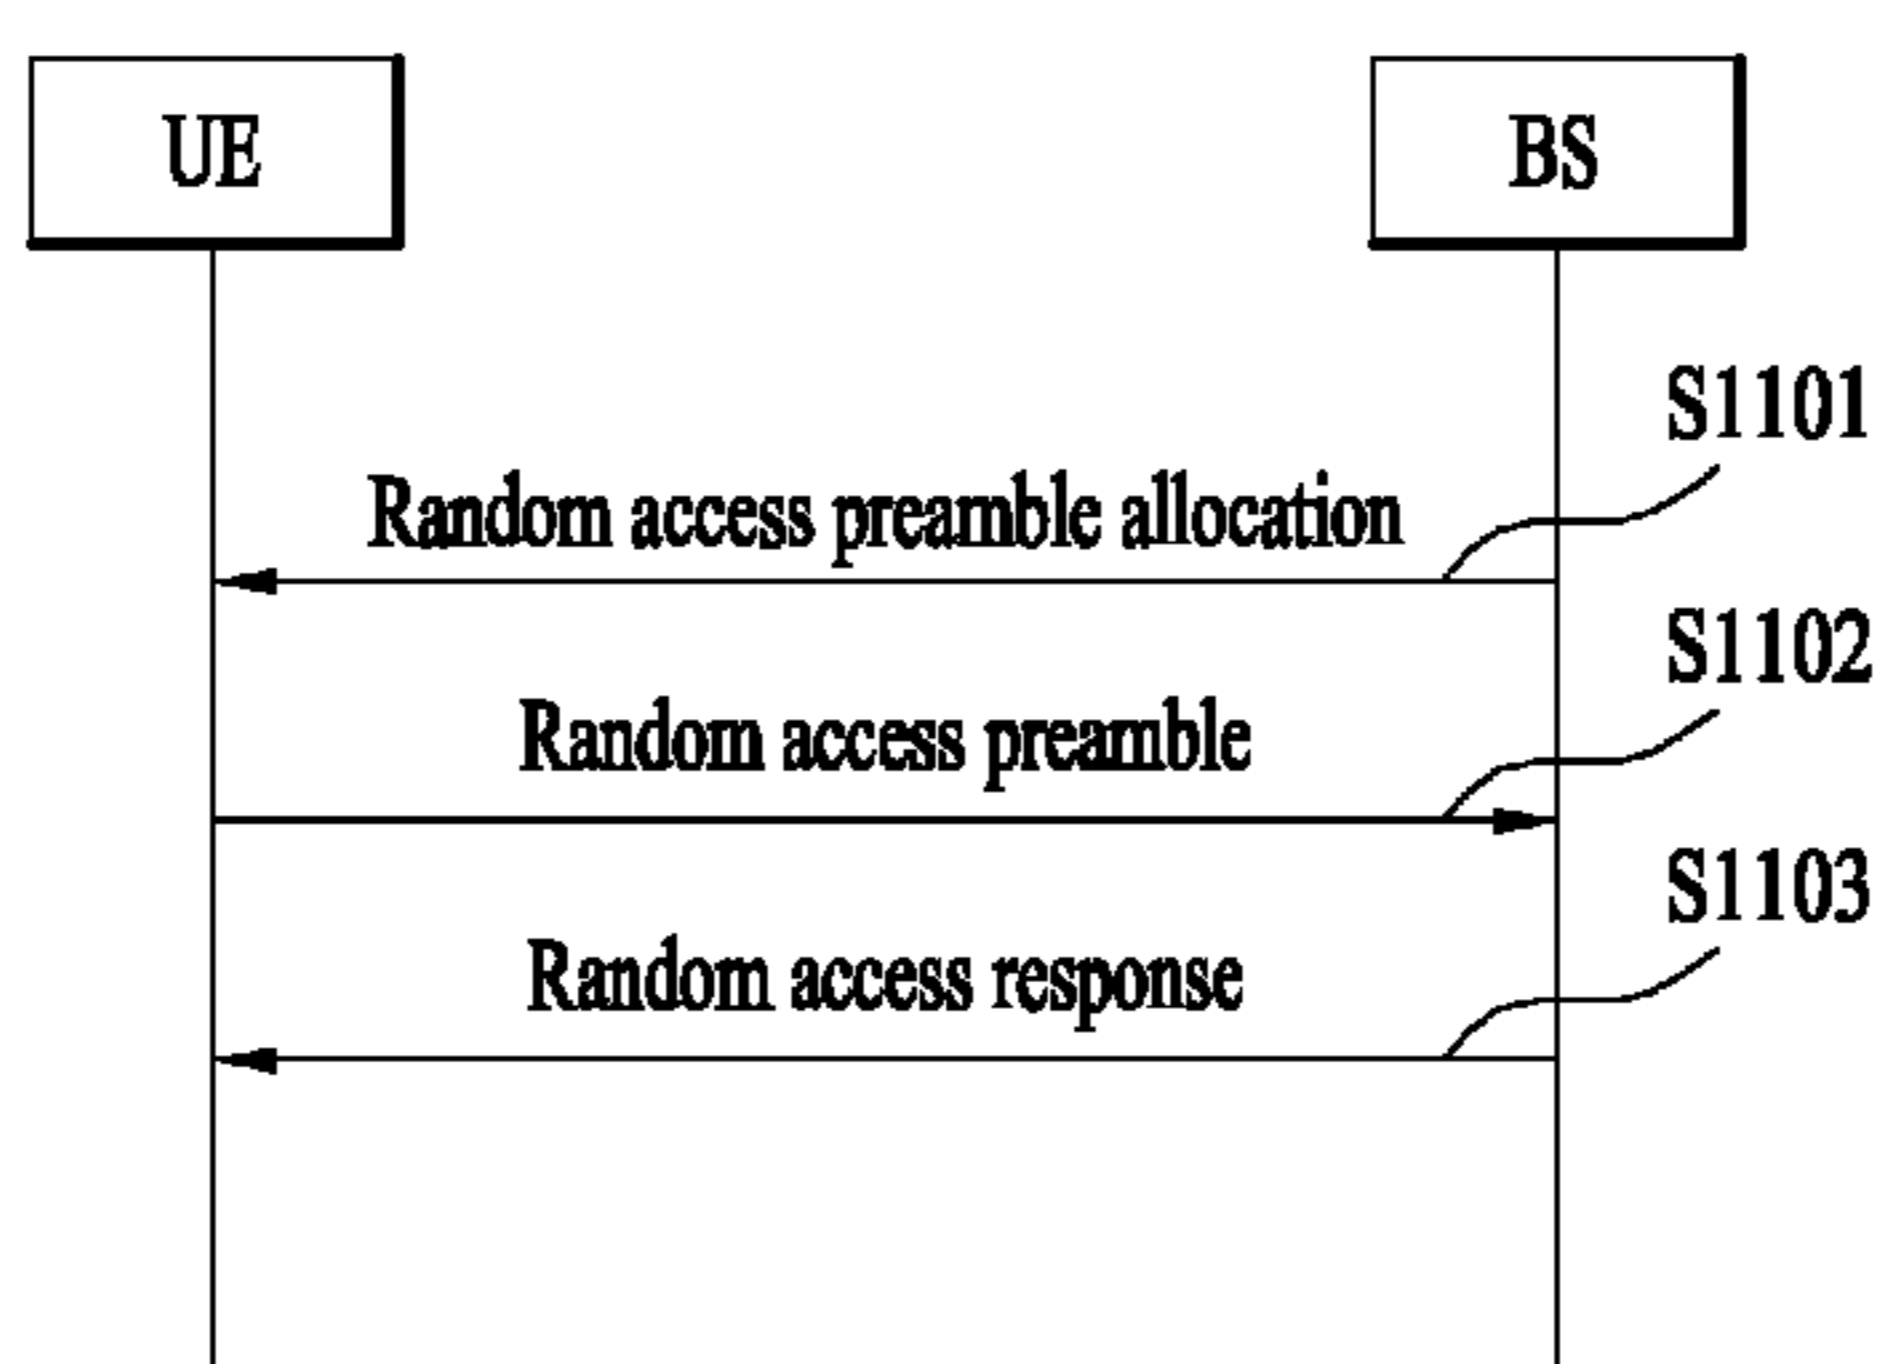 UE
BS
S1101
Random access preamble allocation
S1102
Random access preamble
S1103
Random access response